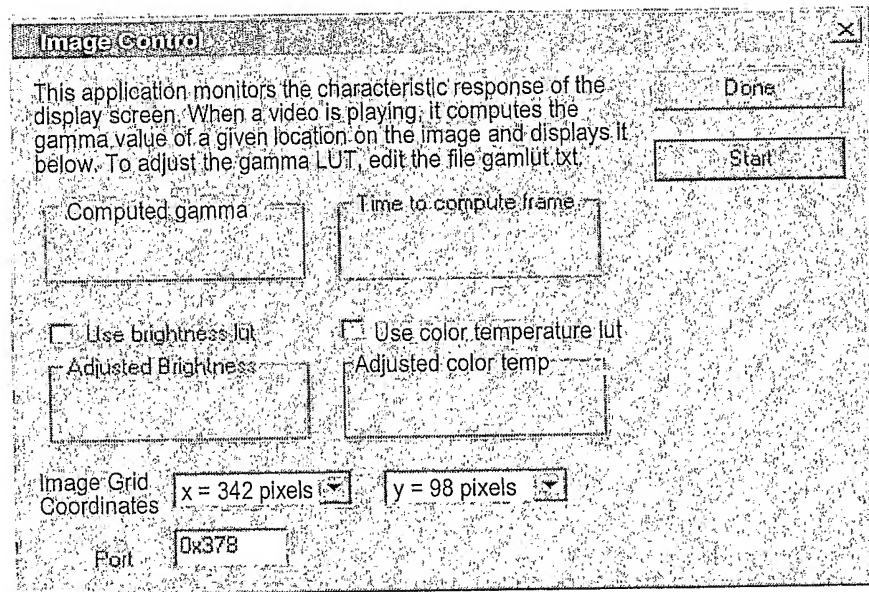 Image Control
This application monitors the characteristic response of the
display screen. When a video is playing, it computes the
gamma value of a given location on the image and displays it
below. To adjust the gamma LUT, edit the file gamlut.txt.
Done
Start
Computed gamma
Time to compute frame
Use brightness lut
Use color temperature lut
Adjusted Brightness
Adjusted color temp
Image Grid
Coordinates
x = 342 pixels
y = 98 pixels
Port
0x378